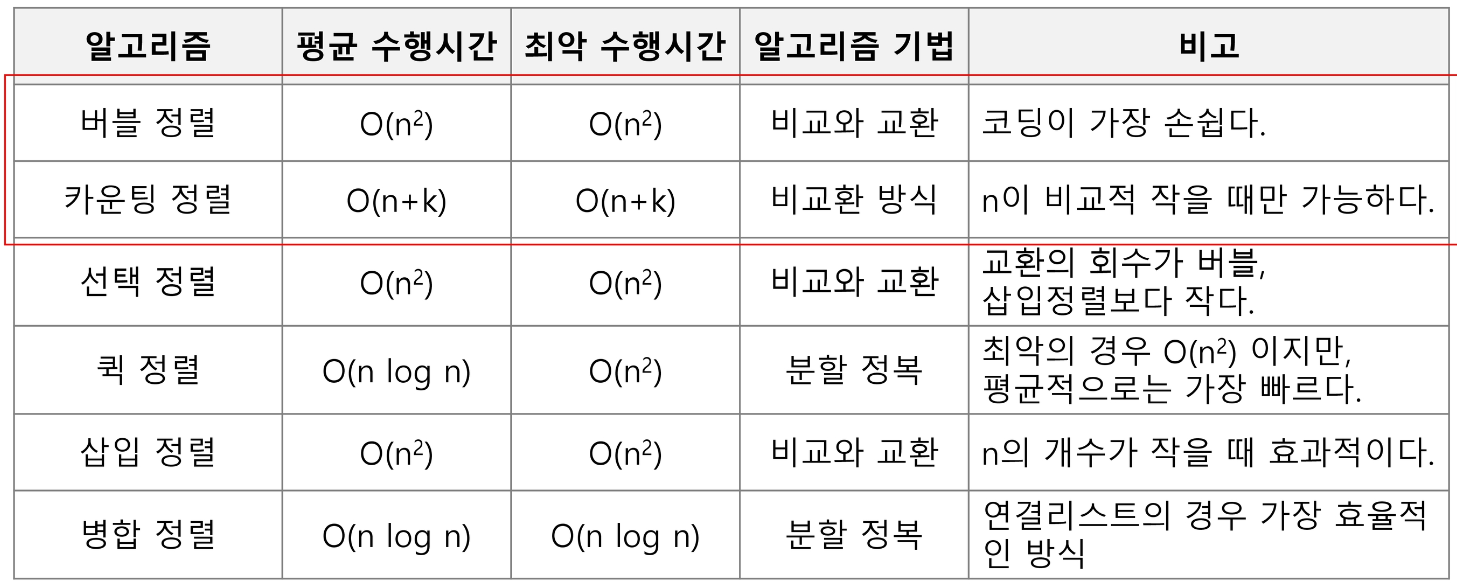 알고리즘 평균 수행시간 최악 수행시간 알고리즘 기법 비고
버블 정렬 O(n²) O(n²) 비교와 교환 코딩이 가장 손쉽다.
카운팅 정렬 O(n+k) O(n+k) 비교환 방식 n이 비교적 작을 때만 가능하다.
선택 정렬 O(n²) O(n²) 비교와 교환 교환의 회수가 버블,
삽입정렬보다 작다.
퀵 정렬 O(n log n) O(n²) 분할 정복 최악의 경우 O(n²) 이지만,
평균적으로는 가장 빠르다.
삽입 정렬 O(n²) O(n²) 비교와 교환 n의 개수가 작을 때 효과적이다.
병합 정렬 O(n log n) O(n log n) 분할 정복 연결리스트의 경우 가장 효율적
인 방식